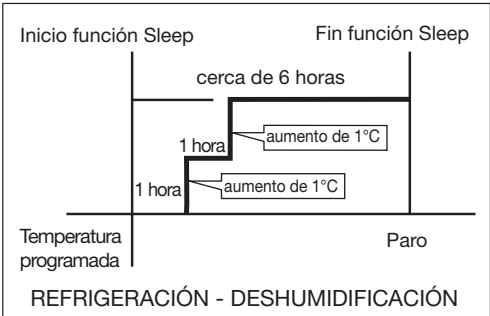 Inicio función Sleep
Fin función Sleep
cerca de 6 horas
1 hora
aumento de 1°C
1 hora
aumento de 1°C
Temperatura
programada
Paro
REFRIGERACIÓN - DESHUMIDIFICACIÓN